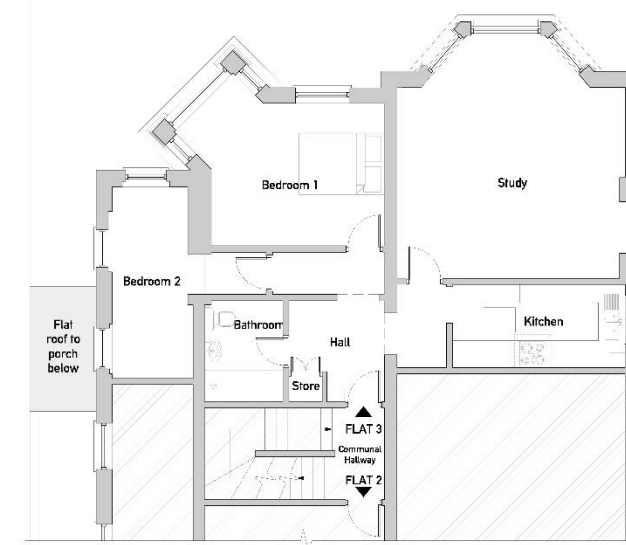 Bedroom 1
Study
Bedroom 2
Flat
roof to
porch
below
Bathroom
Hall
Kitchen
Store
FLAT 3
Communal
Hallway
FLAT 2